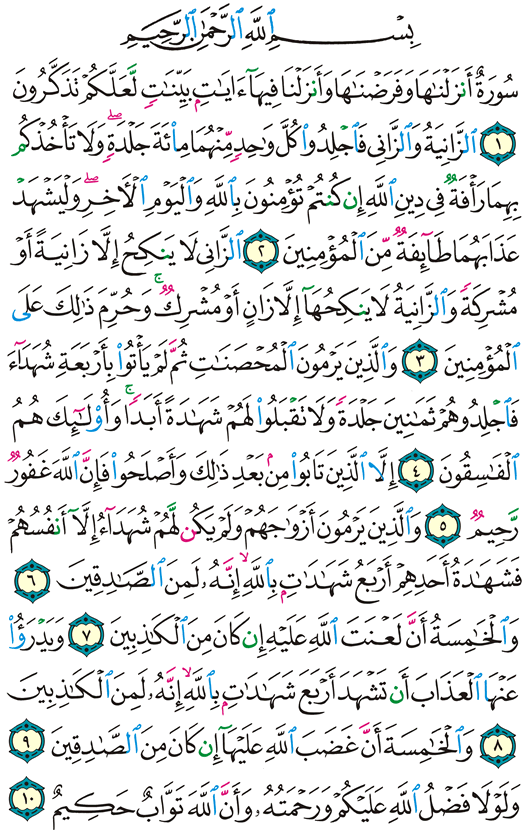 بِسْمِ ٱللَّهِ ٱلرَّحْمَٰنِ ٱلرَّحِيمِ
سُورَةٌ أَنزَلْنَٰهَا وَفَرَضْنَٰهَا وَأَنزَلْنَا فِيهَآ ءَايَٰتٍۭ بَيِّنَٰتٍ لَّعَلَّكُمْ تَذَكَّرُونَ
١ ٱلزَّانِيَةُ وَٱلزَّانِى فَٱجْلِدُوا۟ كُلَّ وَٰحِدٍ مِّنْهُمَا مِا۟ئَةَ جَلْدَةٍ ۖ وَلَا تَأْخُذْكُم
بِهِمَا رَأْفَةٌ فِى دِينِ ٱللَّهِ إِن كُنتُمْ تُؤْمِنُونَ بِٱللَّهِ وَٱلْيَوْمِ ٱلْأَخِرِ ۖ وَلْيَشْهَدْ
عَذَابَهُمَا طَآئِفَةٌ مِّنَ ٱلْمُؤْمِنِينَ ٢ ٱلزَّانِى لَا يَنكِحُ إِلَّا زَانِيَةً أَوْ
مُشْرِكَةً وَٱلزَّانِيَةُ لَا يَنكِحُهَآ إِلَّا زَانٍ أَوْ مُشْرِكٌ ۚ وَحُرِّمَ ذَٰلِكَ عَلَى
ٱلْمُؤْمِنِينَ ٣ وَٱلَّذِينَ يَرْمُونَ ٱلْمُحْصَنَٰتِ ثُمَّ لَمْ يَأْتُوا۟ بِأَرْبَعَةِ شُهَدَآءَ
فَٱجْلِدُوهُمْ ثَمَٰنِينَ جَلْدَةً وَلَا تَقْبَلُوا۟ لَهُمْ شَهَٰدَةً أَبَدًا ۚ وَأُو۟لَٰٓئِكَ هُمُ
ٱلْفَٰسِقُونَ ٤ إِلَّا ٱلَّذِينَ تَابُوا۟ مِنۢ بَعْدِ ذَٰلِكَ وَأَصْلَحُوا۟ فَإِنَّ ٱللَّهَ غَفُورٌ
رَّحِيمٌ ٥ وَٱلَّذِينَ يَرْمُونَ أَزْوَٰجَهُمْ وَلَمْ يَكُن لَّهُمْ شُهَدَآءُ إِلَّآ أَنفُسُهُمْ
فَشَهَٰدَةُ أَحَدِهِمْ أَرْبَعُ شَهَٰدَٰتٍۭ بِٱللَّهِ ۙ إِنَّهُۥ لَمِنَ ٱلصَّٰدِقِينَ ٦
وَٱلْخَٰمِسَةُ أَنَّ لَعْنَتَ ٱللَّهِ عَلَيْهِ إِن كَانَ مِنَ ٱلْكَٰذِبِينَ ٧ وَيَدْرَؤُا۟
عَنْهَا ٱلْعَذَابَ أَن تَشْهَدَ أَرْبَعَ شَهَٰدَٰتٍۭ بِٱللَّهِ ۙ إِنَّهُۥ لَمِنَ ٱلْكَٰذِبِينَ
٨ وَٱلْخَٰمِسَةَ أَنَّ غَضَبَ ٱللَّهِ عَلَيْهَآ إِن كَانَ مِنَ ٱلصَّٰدِقِينَ ٩
وَلَوْلَا فَضْلُ ٱللَّهِ عَلَيْكُمْ وَرَحْمَتُهُۥ وَأَنَّ ٱللَّهَ تَوَّابٌ حَكِيمٌ ١٠